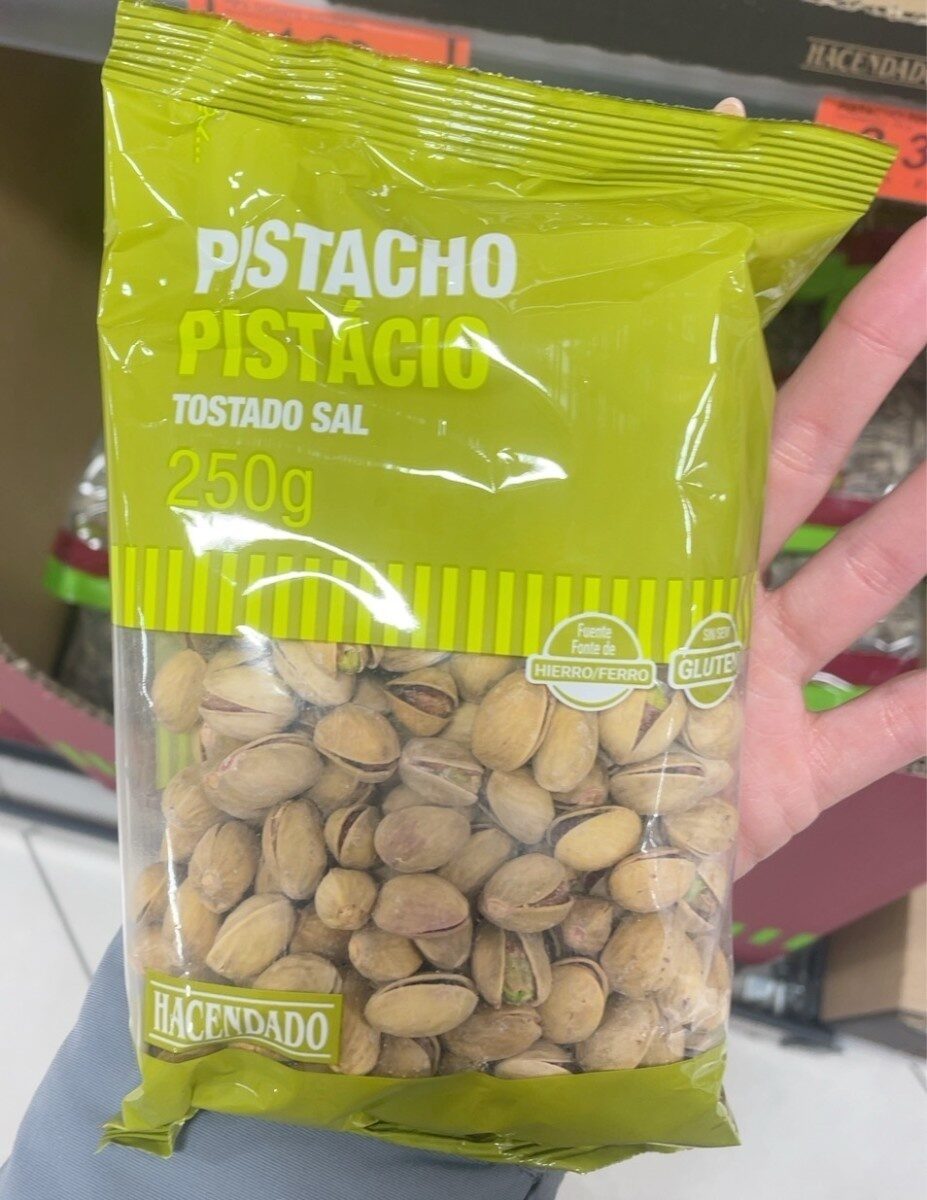 HACENDADO
PISTACHO
PISTÁCIO
TOSTADO SAL
250g
Fuente
Fonte de
HIERRO/FERRO
SIN SEM
GLUTEN
HACENDADO